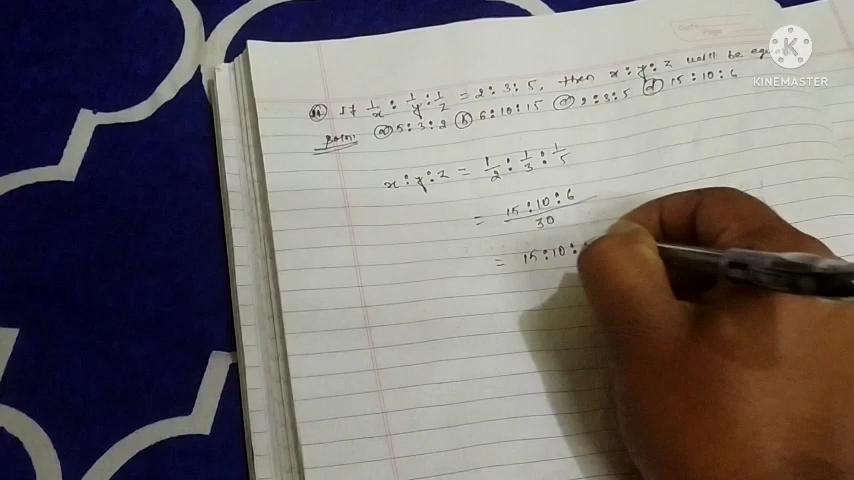 If 1/x : 1/y : 1/z = 2 : 3 : 5, then x : y : z will be equal
(a) 5 : 3 : 2 (b) 6 : 10 : 15 (c) 2 : 3 : 5 (d) 15 : 10 : 6
x : y : z = 1/2 : 1/3 : 1/5
= 15 : 10 : 6 / 30
= 15 : 10 :
KINEMASTER